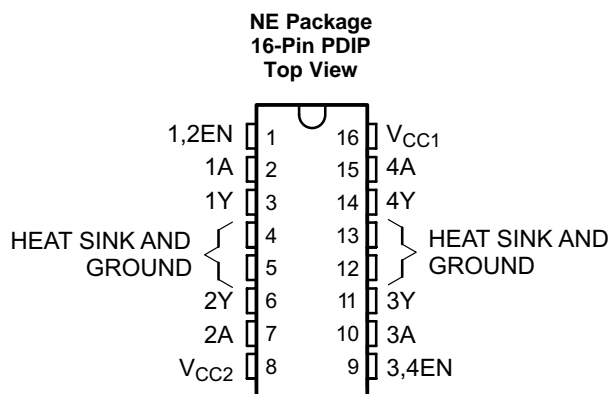 NE Package
16-Pin PDIP
Top View
1,2EN 1 16 VCC1
1A 2 15 4A
1Y 3 14 4Y
HEAT SINK AND GROUND 4 13 HEAT SINK AND GROUND
5 12
2Y 6 11 3Y
2A 7 10 3A
VCC2 8 9 3,4EN